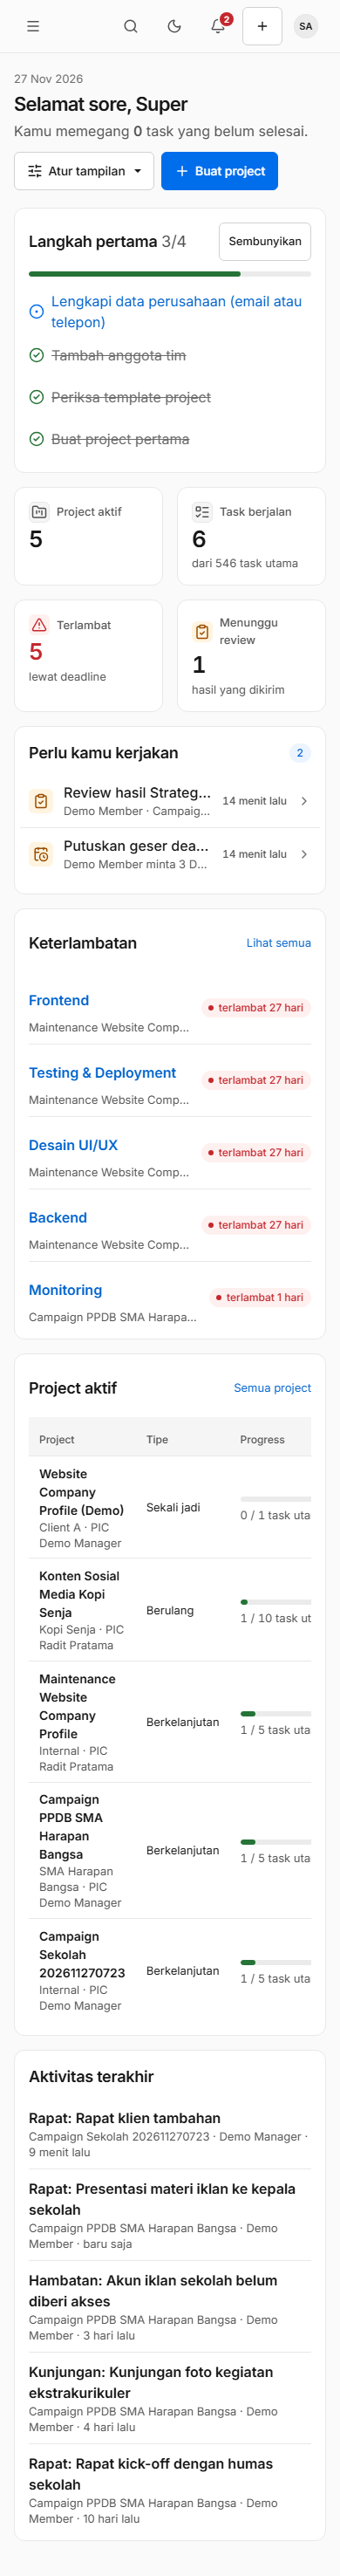 2
SA
27 Nov 2026
Selamat sore, Super
Kamu memegang 0 task yang belum selesai.
Atur tampilan
Buat project
Langkah pertama 3/4
Sembunyikan
Lengkapi data perusahaan (email atau
telepon)
Tambah anggota tim
Periksa template project
Buat project pertama
Project aktif
5
Task berjalan
6
dari 546 task utama
Terlambat
5
lewat deadline
Menunggu
review
1
hasil yang dikirim
Perlu kamu kerjakan
2
Review hasil Strateg...
14 menit lalu
Demo Member · Campaig...
Putuskan geser dea...
14 menit lalu
Demo Member minta 3 D...
Keterlambatan
Lihat semua
Frontend
terlambat 27 hari
Maintenance Website Comp...
Testing & Deployment
terlambat 27 hari
Maintenance Website Comp...
Desain UI/UX
terlambat 27 hari
Maintenance Website Comp...
Backend
terlambat 27 hari
Maintenance Website Comp...
Monitoring
terlambat 1 hari
Campaign PPDB SMA Harapa...
Project aktif
Semua project
Project Tipe Progress
Website
Company
Profile (Demo)
Client A · PIC
Demo Manager
Sekali jadi
0 / 1 task uta
Konten Sosial
Media Kopi
Senja
Kopi Senja · PIC
Radit Pratama
Berulang
1 / 10 task ut
Maintenance
Website
Company
Profile
Internal · PIC
Radit Pratama
Berkelanjutan
1 / 5 task uta
Campaign
PPDB SMA
Harapan
Bangsa
SMA Harapan
Bangsa · PIC
Demo Manager
Berkelanjutan
1 / 5 task uta
Campaign
Sekolah
202611270723
Internal · PIC
Demo Manager
Berkelanjutan
1 / 5 task uta
Aktivitas terakhir
Rapat: Rapat klien tambahan
Campaign Sekolah 202611270723 · Demo Manager ·
9 menit lalu
Rapat: Presentasi materi iklan ke kepala
sekolah
Campaign PPDB SMA Harapan Bangsa · Demo
Member · baru saja
Hambatan: Akun iklan sekolah belum
diberi akses
Campaign PPDB SMA Harapan Bangsa · Demo
Member · 3 hari lalu
Kunjungan: Kunjungan foto kegiatan
ekstrakurikuler
Campaign PPDB SMA Harapan Bangsa · Demo
Member · 4 hari lalu
Rapat: Rapat kick-off dengan humas
sekolah
Campaign PPDB SMA Harapan Bangsa · Demo
Member · 10 hari lalu